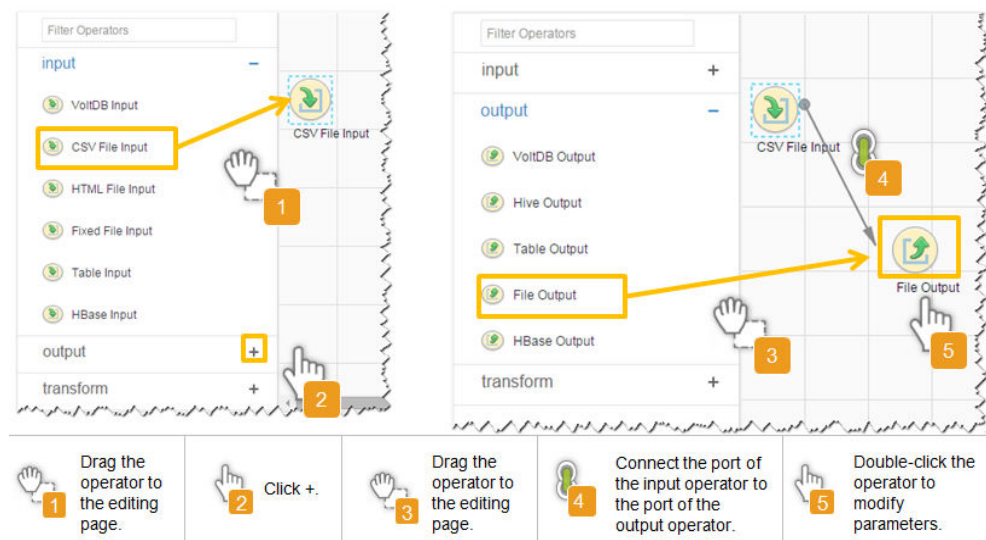 Filter Operators
input
VoltDB Input
CSV File Input
HTML File Input
Fixed File Input
Table Input
HBase Input
output
+
transform
+
CSV File Input
1
2
Filter Operators
input
+
output
VoltDB Output
Hive Output
Table Output
File Output
HBase Output
transform
+
CSV File Input
4
File Output
3
5
1
Drag the
operator to
the editing
page.
2
Click +.
3
Drag the
operator to
the editing
page.
4
Connect the port of
the input operator to
the port of the
output operator.
5
Double-click the
operator to
modify
parameters.